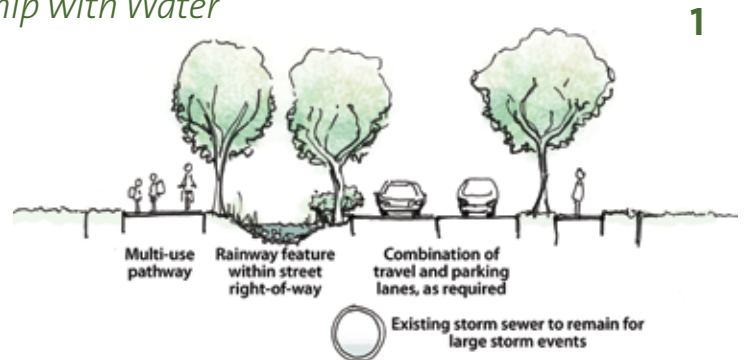 with Water
1
Multi-use
pathway
Rainway feature
within street
right-of-way
Combination of
travel and parking
lanes, as required
Existing storm sewer to remain for
large storm events